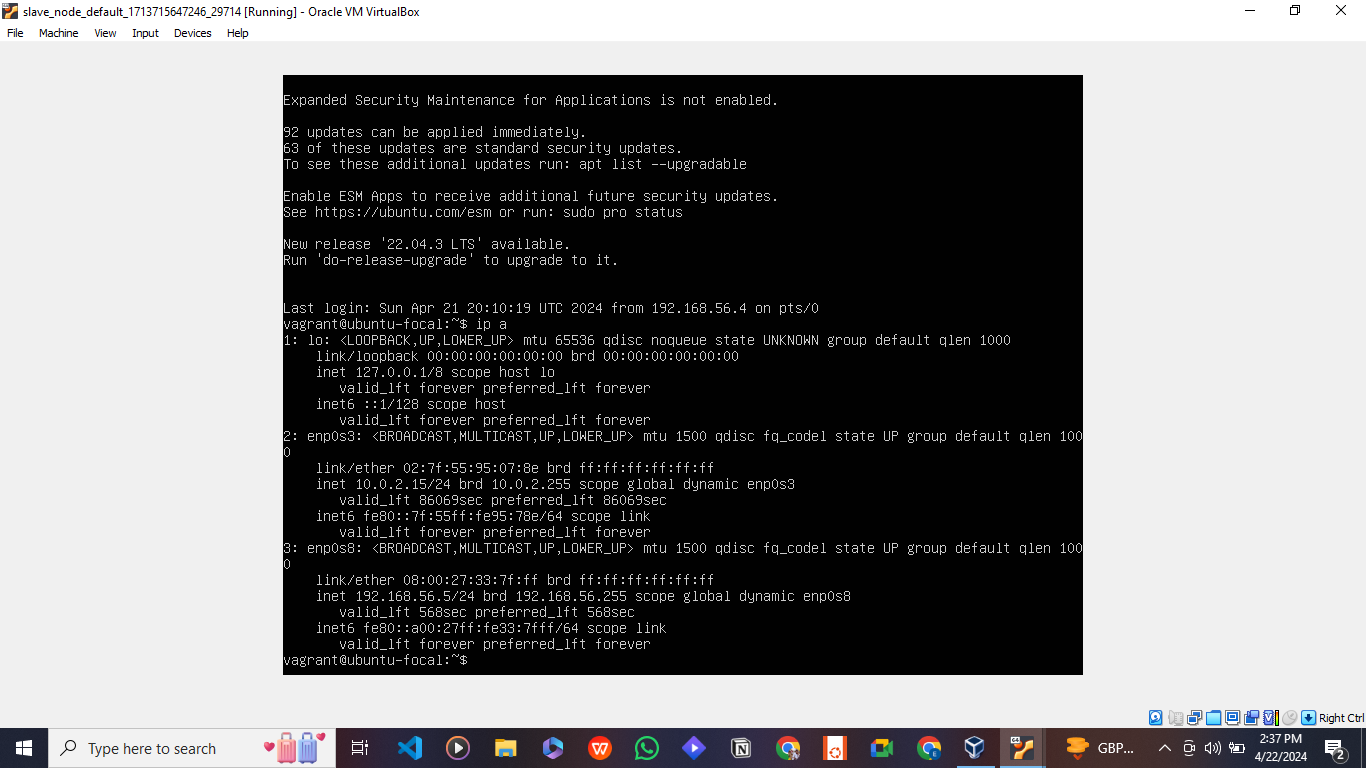 slave_node_default_1713715647246_29714 [Running] - Oracle VM VirtualBox
File Machine View Input Devices Help
Expanded Security Maintenance for Applications is not enabled.
92 updates can be applied immediately.
63 of these updates are standard security updates.
To see these additional updates run: apt list --upgradable
Enable ESM Apps to receive additional future security updates.
See https://ubuntu.com/esm or run: sudo pro status
New release '22.04.3 LTS' available.
Run 'do-release-upgrade' to upgrade to it.
Last login: Sun Apr 21 20:10:19 UTC 2024 from 192.168.56.4 on pts/0
vagrant@ubuntu-focal:~$ ip a
1: lo: <LOOPBACK,UP,LOWER_UP> mtu 65536 qdisc noqueue state UNKNOWN group default qlen 1000
    link/loopback 00:00:00:00:00:00 brd 00:00:00:00:00:00
    inet 127.0.0.1/8 scope host lo
       valid_lft forever preferred_lft forever
    inet6 ::1/128 scope host
       valid_lft forever preferred_lft forever
2: enp0s3: <BROADCAST,MULTICAST,UP,LOWER_UP> mtu 1500 qdisc fq_codel state UP group default qlen 100
0
    link/ether 02:7f:55:95:07:8e brd ff:ff:ff:ff:ff:ff
    inet 10.0.2.15/24 brd 10.0.2.255 scope global dynamic enp0s3
       valid_lft 86069sec preferred_lft 86069sec
    inet6 fe80::7f:55ff:fe95:78e/64 scope link
       valid_lft forever preferred_lft forever
3: enp0s8: <BROADCAST,MULTICAST,UP,LOWER_UP> mtu 1500 qdisc fq_codel state UP group default qlen 100
0
    link/ether 08:00:27:33:7f:ff brd ff:ff:ff:ff:ff:ff
    inet 192.168.56.5/24 brd 192.168.56.255 scope global dynamic enp0s8
       valid_lft 568sec preferred_lft 568sec
    inet6 fe80::a00:27ff:fe33:7fff/64 scope link
       valid_lft forever preferred_lft forever
vagrant@ubuntu-focal:~$
Right Ctrl
Type here to search
GBP...
2:37 PM
4/22/2024
2